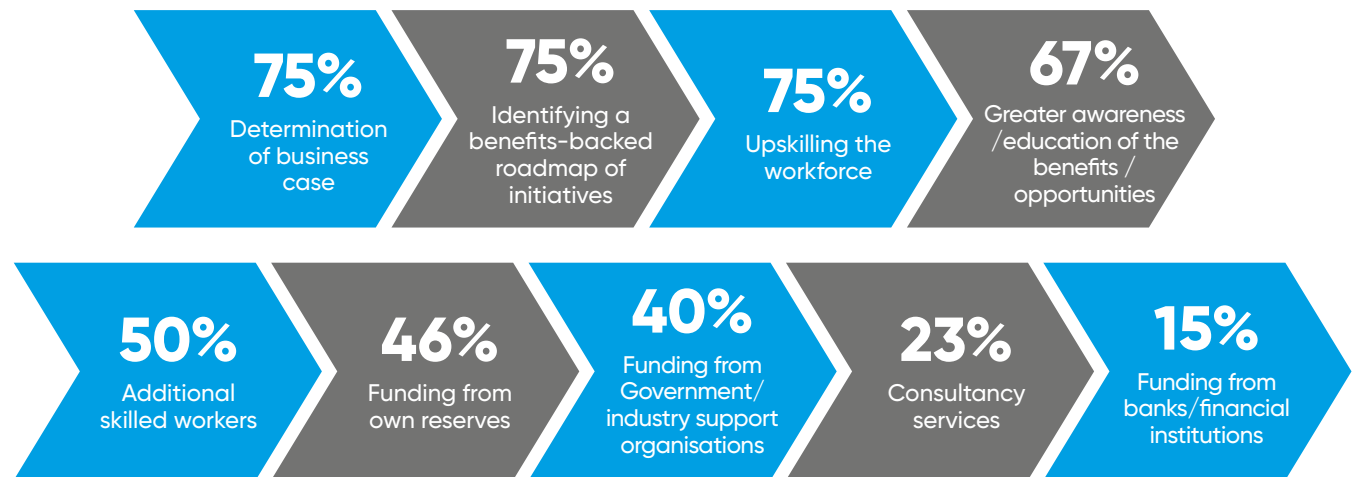 75%
Determination
of business
case
75%
Identifying a
benefits-backed
roadmap of
initiatives
75%
Upskilling the
workforce
67%
Greater awareness
/education of the
benefits /
opportunities
50%
Additional
skilled workers
46%
Funding from
own reserves
40%
Funding from
Government/
industry support
organisations
23%
Consultancy
services
15%
Funding from
banks/financial
institutions